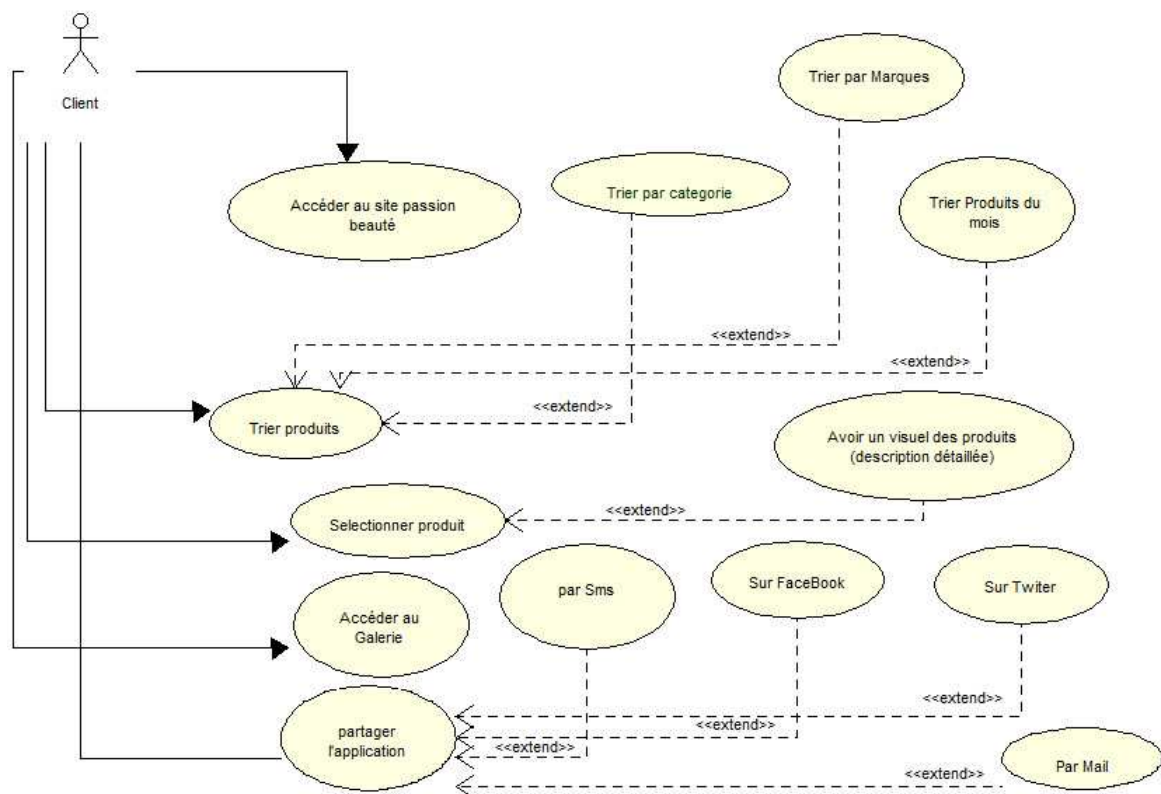 Client
Trier par Marques
Accéder au site passion
beauté
Trier par categorie
Trier Produits du
mois
<<extend>>
<<extend>>
<<extend>>
Trier produits
Avoir un visuel des produits
(description détaillée)
Selectionner produit
<<extend>>
par Sms
Sur FaceBook
Sur Twiter
Accéder au
Galerie
<<extend>>
partager
l'application
<<extend>>
<<extend>>
Par Mail
<<extend>>